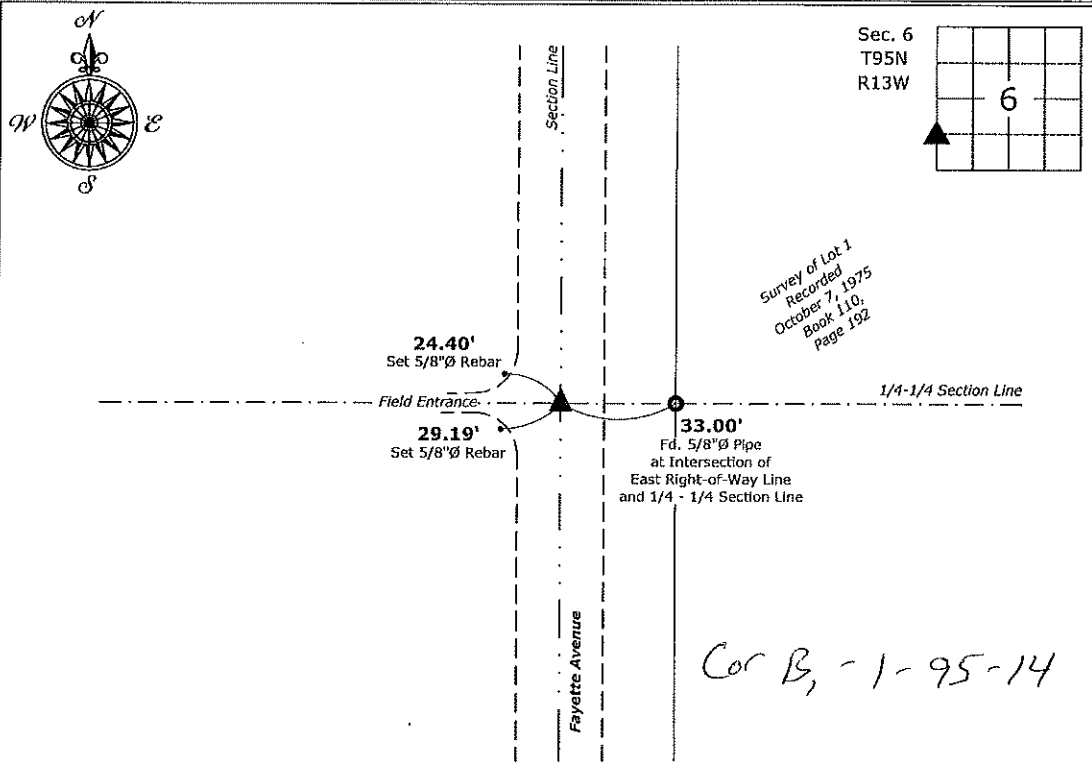 N
W
E
S
Sec. 6
T95N
R13W
6
Section Line
Survey of Lot 1
Recorded
October 7, 1975
Book 110,
Page 192
24.40'
Set 5/8"Ø Rebar
Field Entrance
1/4-1/4 Section Line
29.19'
Set 5/8"Ø Rebar
33.00'
Fd. 5/8"Ø Pipe
at Intersection of
East Right-of-Way Line
and 1/4 - 1/4 Section Line
Fayette Avenue
Cor B, - 1 - 95 - 14